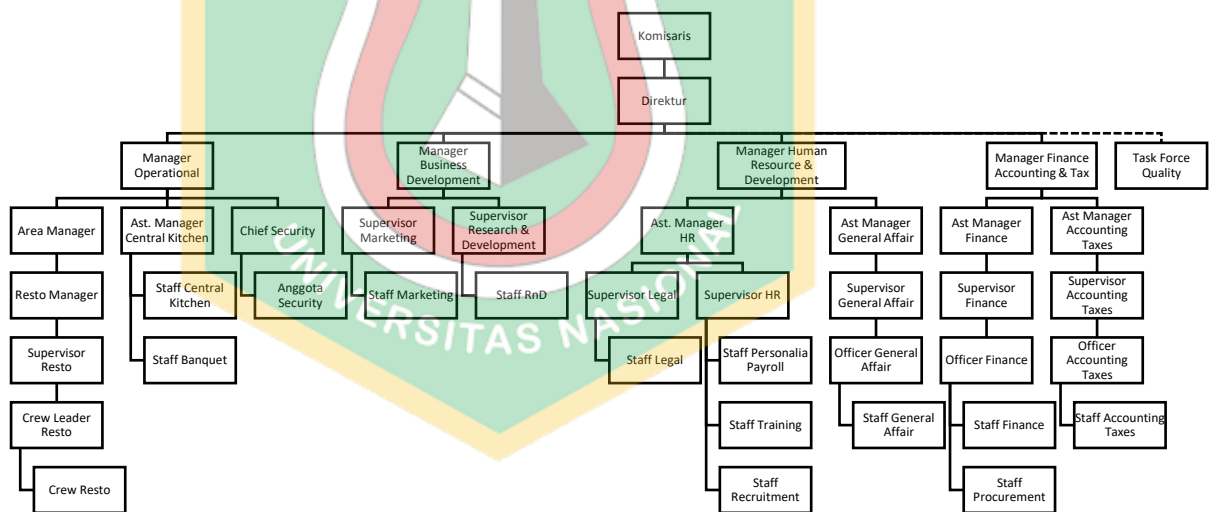 Komisaris
Direktur
Manager
Operational
Manager
Business
Development
Manager Human
Resource &
Development
Manager Finance
Accounting & Tax
Task Force
Quality
Area Manager
Ast. Manager
Central Kitchen
Chief Security
Supervisor
Marketing
Supervisor
Research &
Development
Ast. Manager
HR
Ast Manager
General Affair
Ast Manager
Finance
Ast Manager
Accounting
Taxes
Resto Manager
Staff Central
Kitchen
Anggota
Security
Staff Marketing
Staff RnD
Supervisor Legal
Supervisor HR
Supervisor
General Affair
Supervisor
Finance
Supervisor
Accounting
Taxes
Supervisor
Resto
Staff Banquet
Staff Legal
Staff Personalia
Payroll
Officer General
Affair
Officer Finance
Officer
Accounting
Taxes
Crew Leader
Resto
Staff Training
Staff General
Affair
Staff Finance
Staff Accounting
Taxes
Crew Resto
Staff
Recruitment
Staff
Procurement
UNIVERSITAS NASIONAL